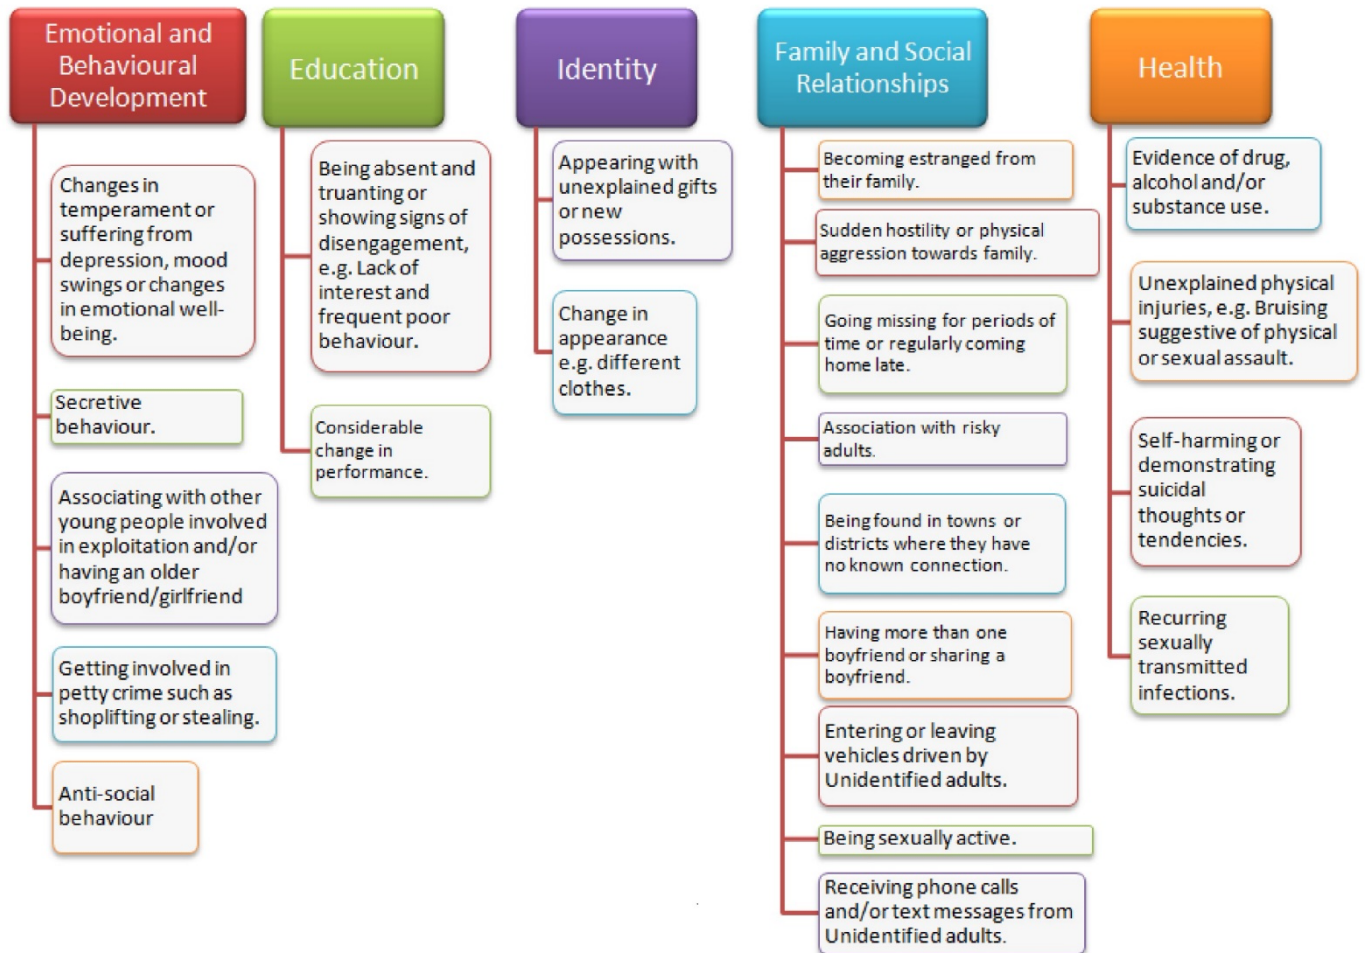 Emotional and
Behavioural
Development
Changes in
temperament or
suffering from
depression, mood
swings or changes
in emotional well-
being.
Secretive
behaviour.
Associating with other
young people involved
in exploitation and/or
having an older
boyfriend/girlfriend
Getting involved in
petty crime such as
shoplifting or stealing.
Anti-social
behaviour
Education
Being absent and
truanting or
showing signs of
disengagement,
e.g. Lack of
interest and
frequent poor
behaviour.
Considerable
change in
performance.
Identity
Appearing with
unexplained gifts
or new
possessions.
Change in
appearance
e.g. different
clothes.
Family and Social
Relationships
Becoming estranged from
their family.
Sudden hostility or physical
aggression towards family.
Going missing for periods of
time or regularly coming
home late.
Association with risky
adults.
Being found in towns or
districts where they have
no known connection.
Having more than one
boyfriend or sharing a
boyfriend.
Entering or leaving
vehicles driven by
Unidentified adults.
Being sexually active.
Receiving phone calls
and/or text messages from
Unidentified adults.
Health
Evidence of drug,
alcohol and/or
substance use.
Unexplained physical
injuries, e.g. Bruising
suggestive of physical
or sexual assault.
Self-harming or
demonstrating
suicidal
thoughts or
tendencies.
Recurring
sexually
transmitted
infections.